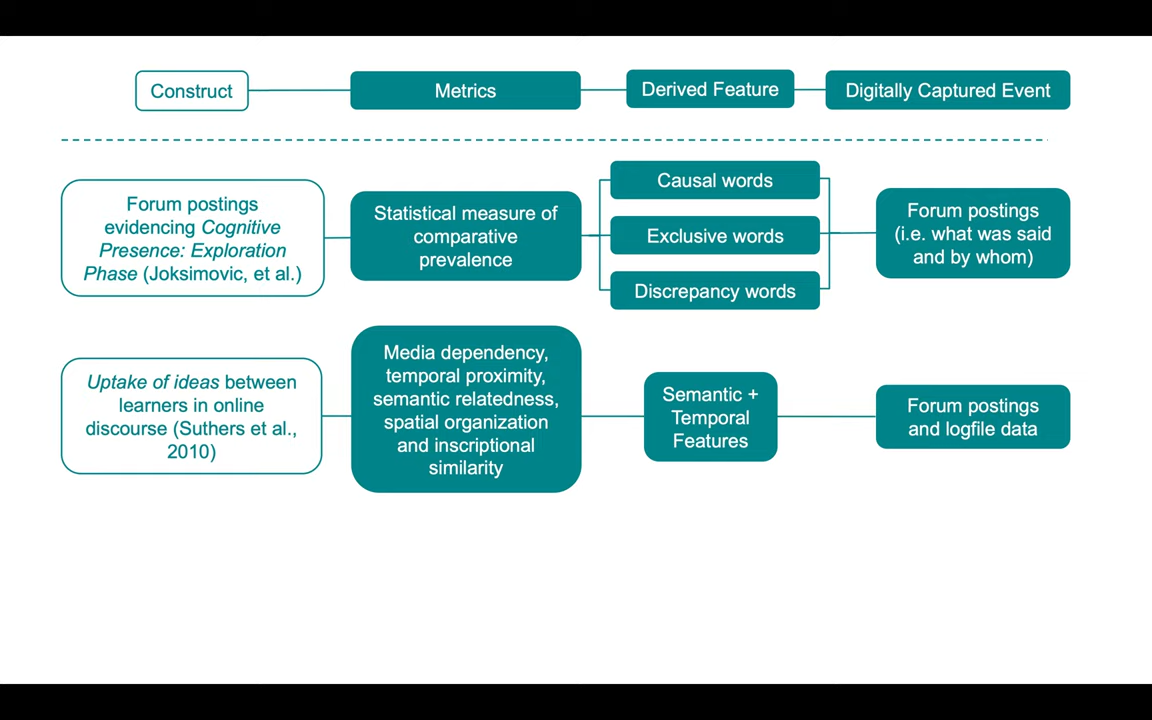 Construct
Metrics
Derived Feature
Digitally Captured Event
Forum postings
evidencing Cognitive
Presence: Exploration
Phase (Joksimovic, et al.)
Statistical measure of
comparative
prevalence
Causal words
Exclusive words
Discrepancy words
Forum postings
(i.e. what was said
and by whom)
Uptake of ideas between
learners in online
discourse (Suthers et al.,
2010)
Media dependency,
temporal proximity,
semantic relatedness,
spatial organization
and inscriptional
similarity
Semantic +
Temporal
Features
Forum postings
and logfile data